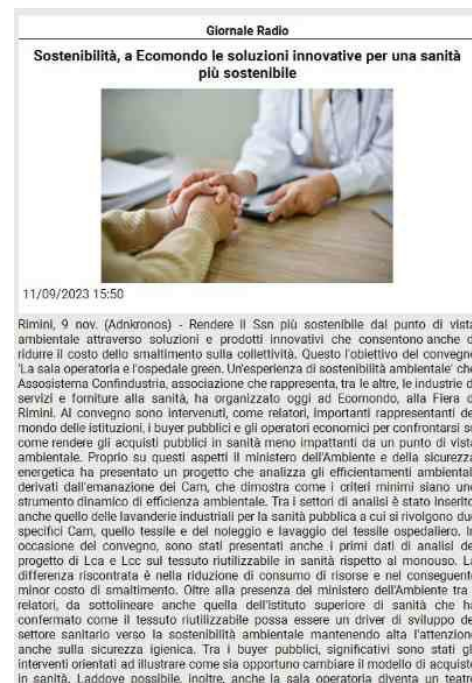 Giornale Radio
Sostenibilità, a Ecomondo le soluzioni innovative per una sanità
più sostenibile
11/09/2023 15:50
Rimini, 9 nov. (Adnkronos) - Rendere il Ssn più sostenibile dal punto di vista
ambientale attraverso soluzioni e prodotti innovativi che consentono anche d
ridurre il costo dello smaltimento sulla collettività. Questo l'obiettivo del convegno
'La sala operatoria e l'ospedale green. Un'esperienza di sostenibilità ambientale' che
Assosistema Confindustria, associazione che rappresenta, tra le altre, le industrie d
servizi e forniture alla sanità, ha organizzato oggi ad Ecomondo, alla Fiera d
Rimini. Al convegno sono intervenuti, come relatori, importanti rappresentanti de
mondo delle istituzioni, i buyer pubblici e gli operatori economici per confrontarsi su
come rendere gli acquisti pubblici in sanità meno impattanti da un punto di vista
ambientale. Proprio su questi aspetti il ministero dell'Ambiente e della sicurezza
energetica ha presentato un progetto che analizza gli efficientamenti ambiental
derivati dall'emanazione dei Cam, che dimostra come i criteri minimi siano uno
strumento dinamico di efficienza ambientale. Tra i settori di analisi è stato inserito
anche quello delle lavanderie industriali per la sanità pubblica a cui si rivolgono due
specifici Cam, quello tessile e del noleggio e lavaggio del tessile ospedaliero. In
occasione del convegno, sono stati presentati anche i primi dati di analisi de
progetto di Lca e Lcc sul tessuto riutilizzabile in sanità rispetto al monouso. La
differenza riscontrata è nella riduzione di consumo di risorse e nel conseguente
minor costo di smaltimento. Oltre alla presenza del ministero dell'Ambiente tra
relatori, da sottolineare anche quella dell'Istituto superiore di sanità che ha
confermato come il tessuto riutilizzabile possa essere un driver di sviluppo de
settore sanitario verso la sostenibilità ambientale mantenendo alta l'attenzione
anche sulla sicurezza igienica. Tra i buyer pubblici, significativi sono stati gl
interventi orientati ad illustrare come sia opportuno cambiare il modello di acquisto
in sanità. Laddove possibile, inoltre, anche la sala operatoria diventa un teatro